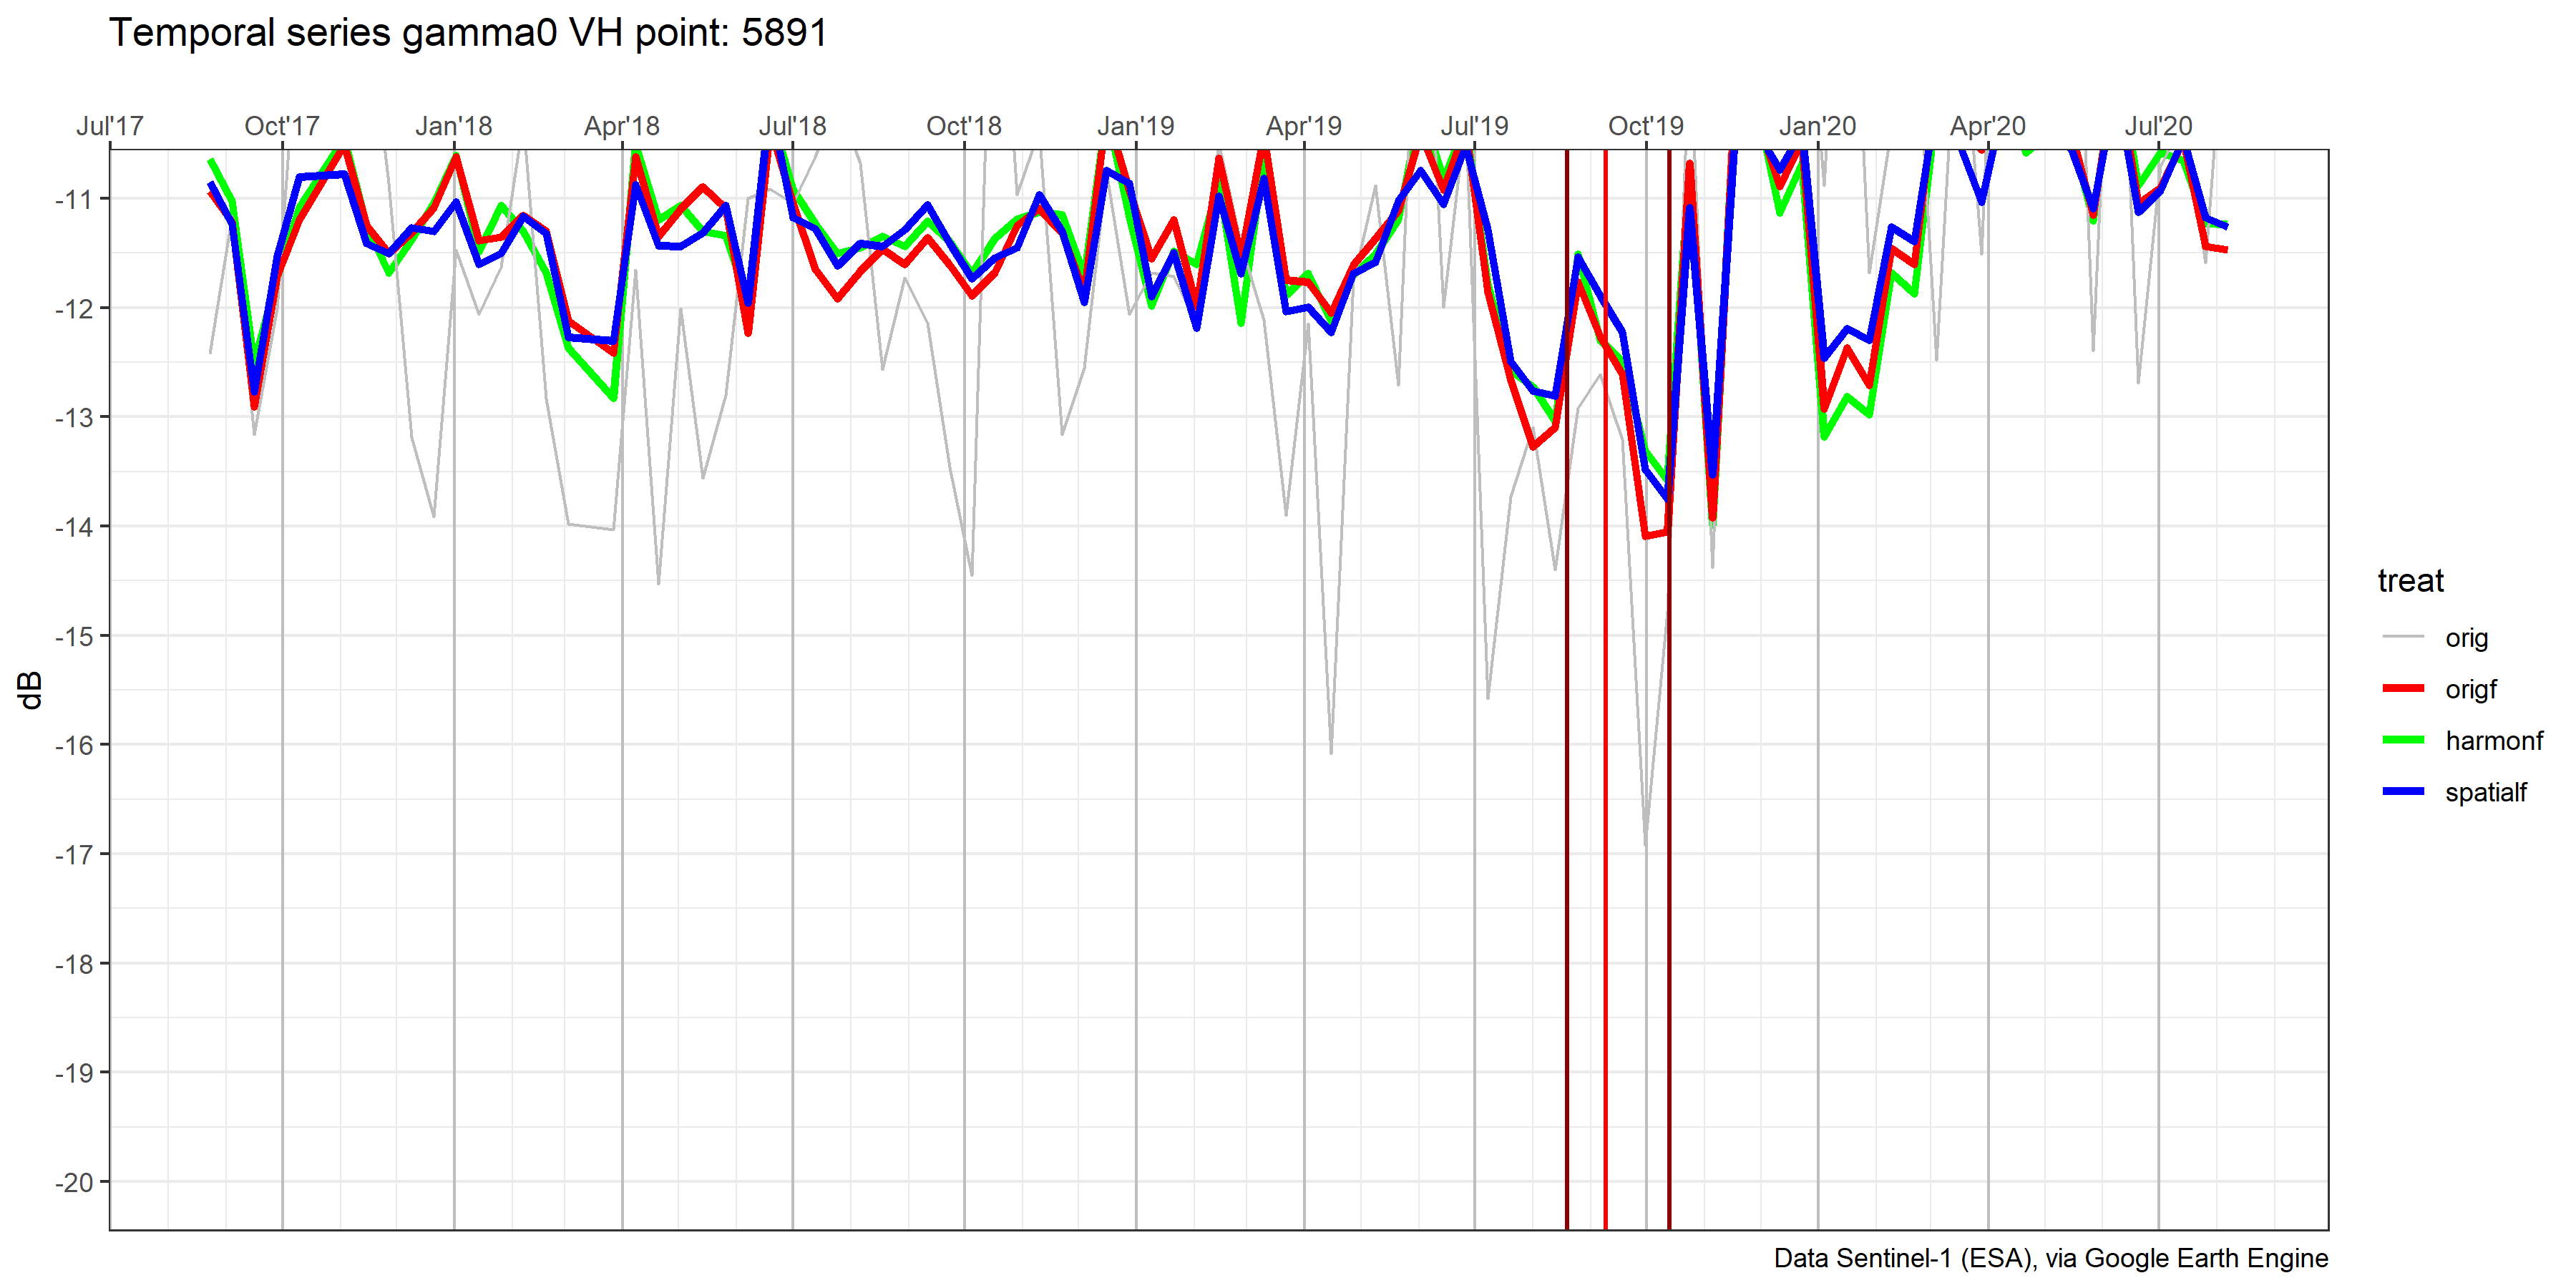 Temporal series gamma0 VH point: 5891
Jul'17 Oct'17 Jan'18 Apr'18 Jul'18 Oct'18 Jan'19 Apr'19 Jul'19 Oct'19 Jan'20 Apr'20 Jul'20
-11
-12
-13
-14
-15
-16
-17
-18
-19
-20
dB
treat
orig
origf
harmonf
spatialf
Data Sentinel-1 (ESA), via Google Earth Engine